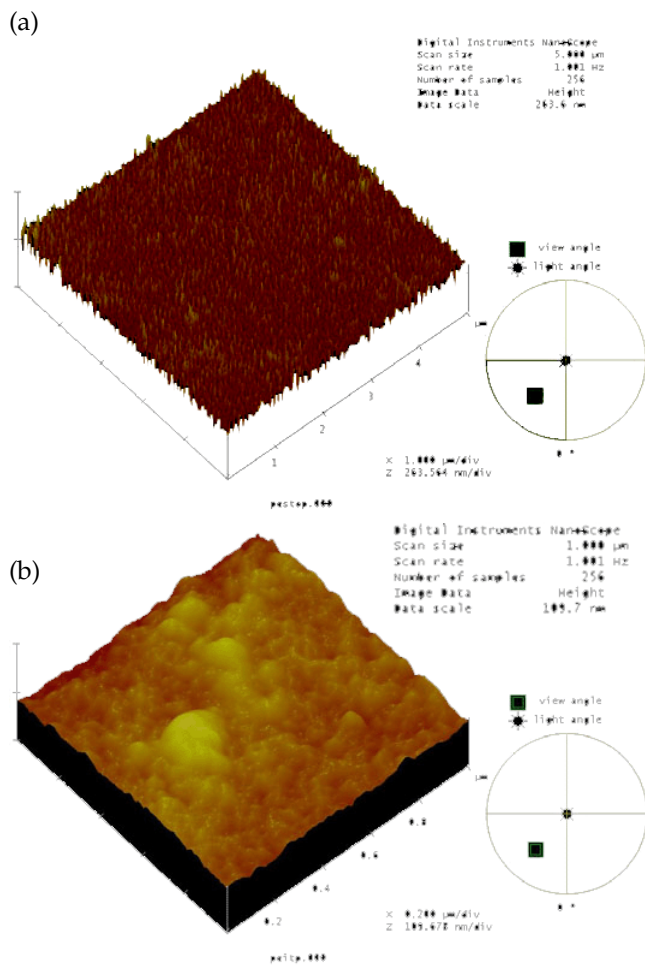 (a)
Digital Instruments NanoScope
Scan size 5.000 µm
Scan rate 1.001 Hz
Number of samples 256
Image Data Height
Data scale 263.6 nm
view angle
light angle
µm
4
3
2
1
X 1.000 µm/div
Z 263.564 nm/div
0 °
(b)
Digital Instruments NanoScope
Scan size 1.000 µm
Scan rate 1.001 Hz
Number of samples 256
Image Data Height
Data scale 109.7 nm
view angle
light angle
µm
0.8
0.6
0.4
0.2
X 0.200 µm/div
Z nm/div
0 °